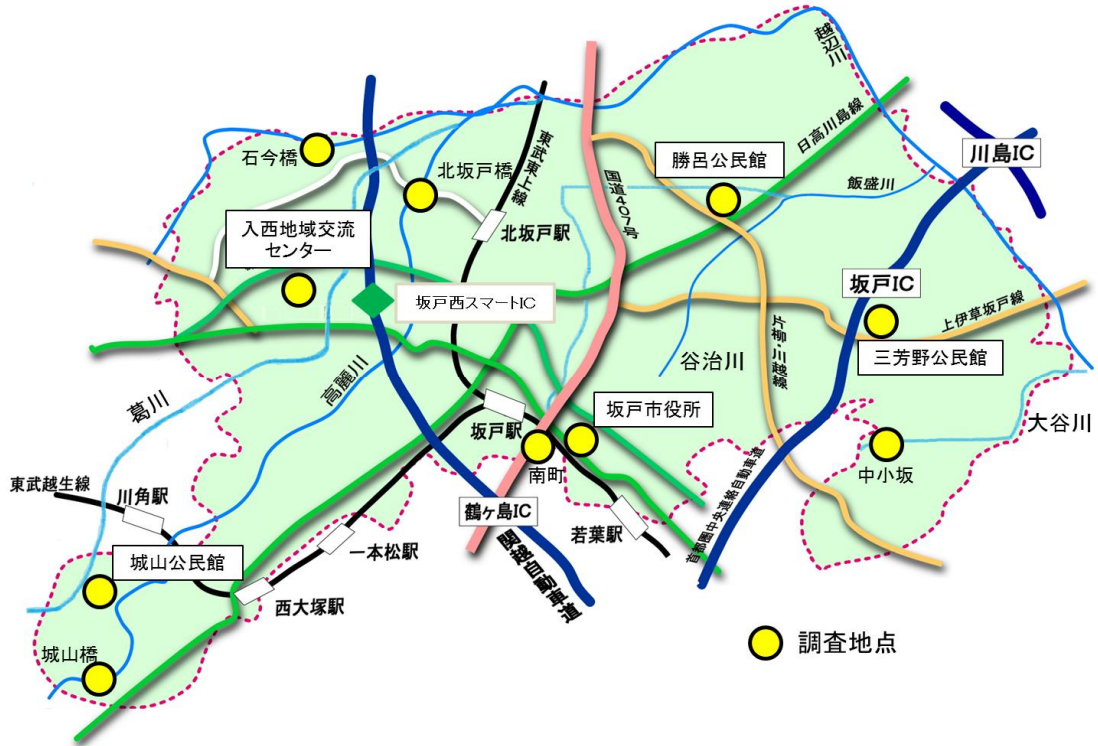 越辺川
日高川島線
川島IC
石今橋
北坂戸橋
東武東上線
国道407号
勝呂公民館
飯盛川
入西地域交流
センター
北坂戸駅
坂戸西スマートIC
坂戸IC
上伊草坂戸線
三芳野公民館
片柳・川越線
谷治川
高麗川
葛川
坂戸駅
坂戸市役所
南町
大谷川
中小坂
首都圏中央連絡自動車道
東武越生線
川角駅
鶴ヶ島IC
関越自動車道
若葉駅
一本松駅
城山公民館
西大塚駅
城山橋
調査地点